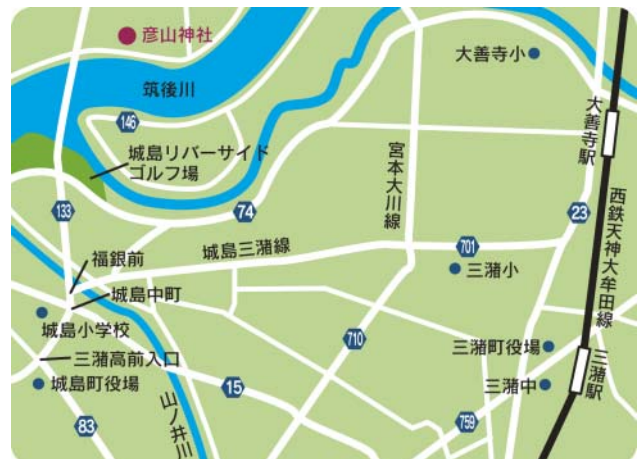 彦山神社
大善寺小
筑後川
146
大善寺駅
城島リバーサイド
ゴルフ場
宮本大川線
西鉄天神大牟田線
133
74
23
城島三潴線
701
福銀前
三潴小
城島中町
城島小学校
710
三潴町役場
三潴高前入口
三潴駅
城島町役場
15
三潴中
山ノ井川
83
759